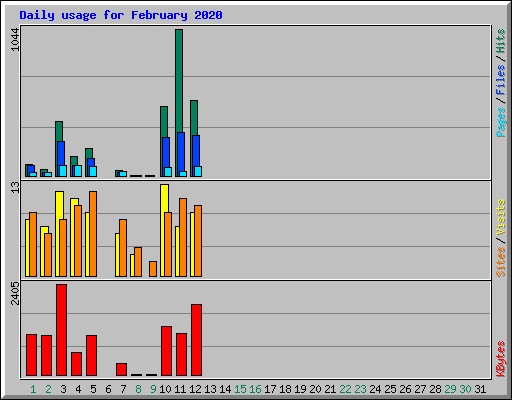 Daily usage for February 2020
1044
Pages / Files / Hits
13
Sites / Visits
2405
KBytes
1 2 3 4 5 6 7 8 9 10 11 12 13 14 15 16 17 18 19 20 21 22 23 24 25 26 27 28 29 30 31